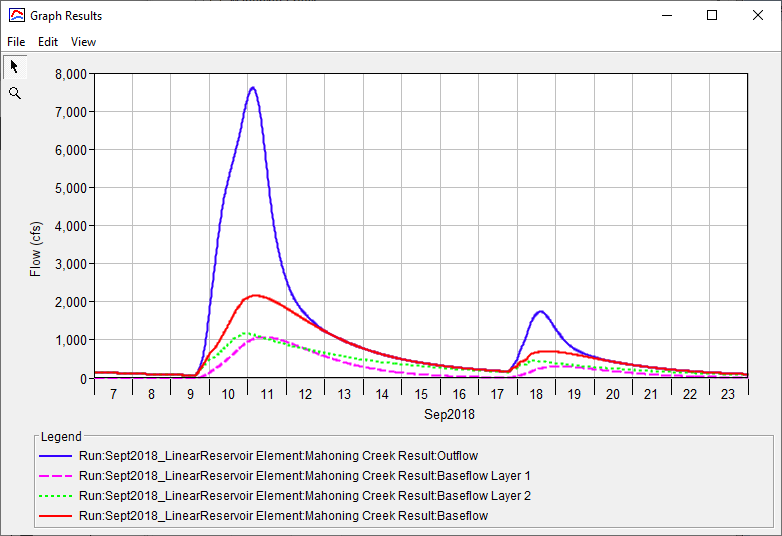 Graph Results
File Edit View
8,000
7,000
6,000
5,000
4,000
3,000
2,000
1,000
0
Flow (cfs)
7 8 9 10 11 12 13 14 15 16 17 18 19 20 21 22 23
Sep2018
Legend
Run:Sept2018_LinearReservoir Element:Mahoning Creek Result:Outflow
Run:Sept2018_LinearReservoir Element:Mahoning Creek Result:Baseflow Layer 1
Run:Sept2018_LinearReservoir Element:Mahoning Creek Result:Baseflow Layer 2
Run:Sept2018_LinearReservoir Element:Mahoning Creek Result:Baseflow